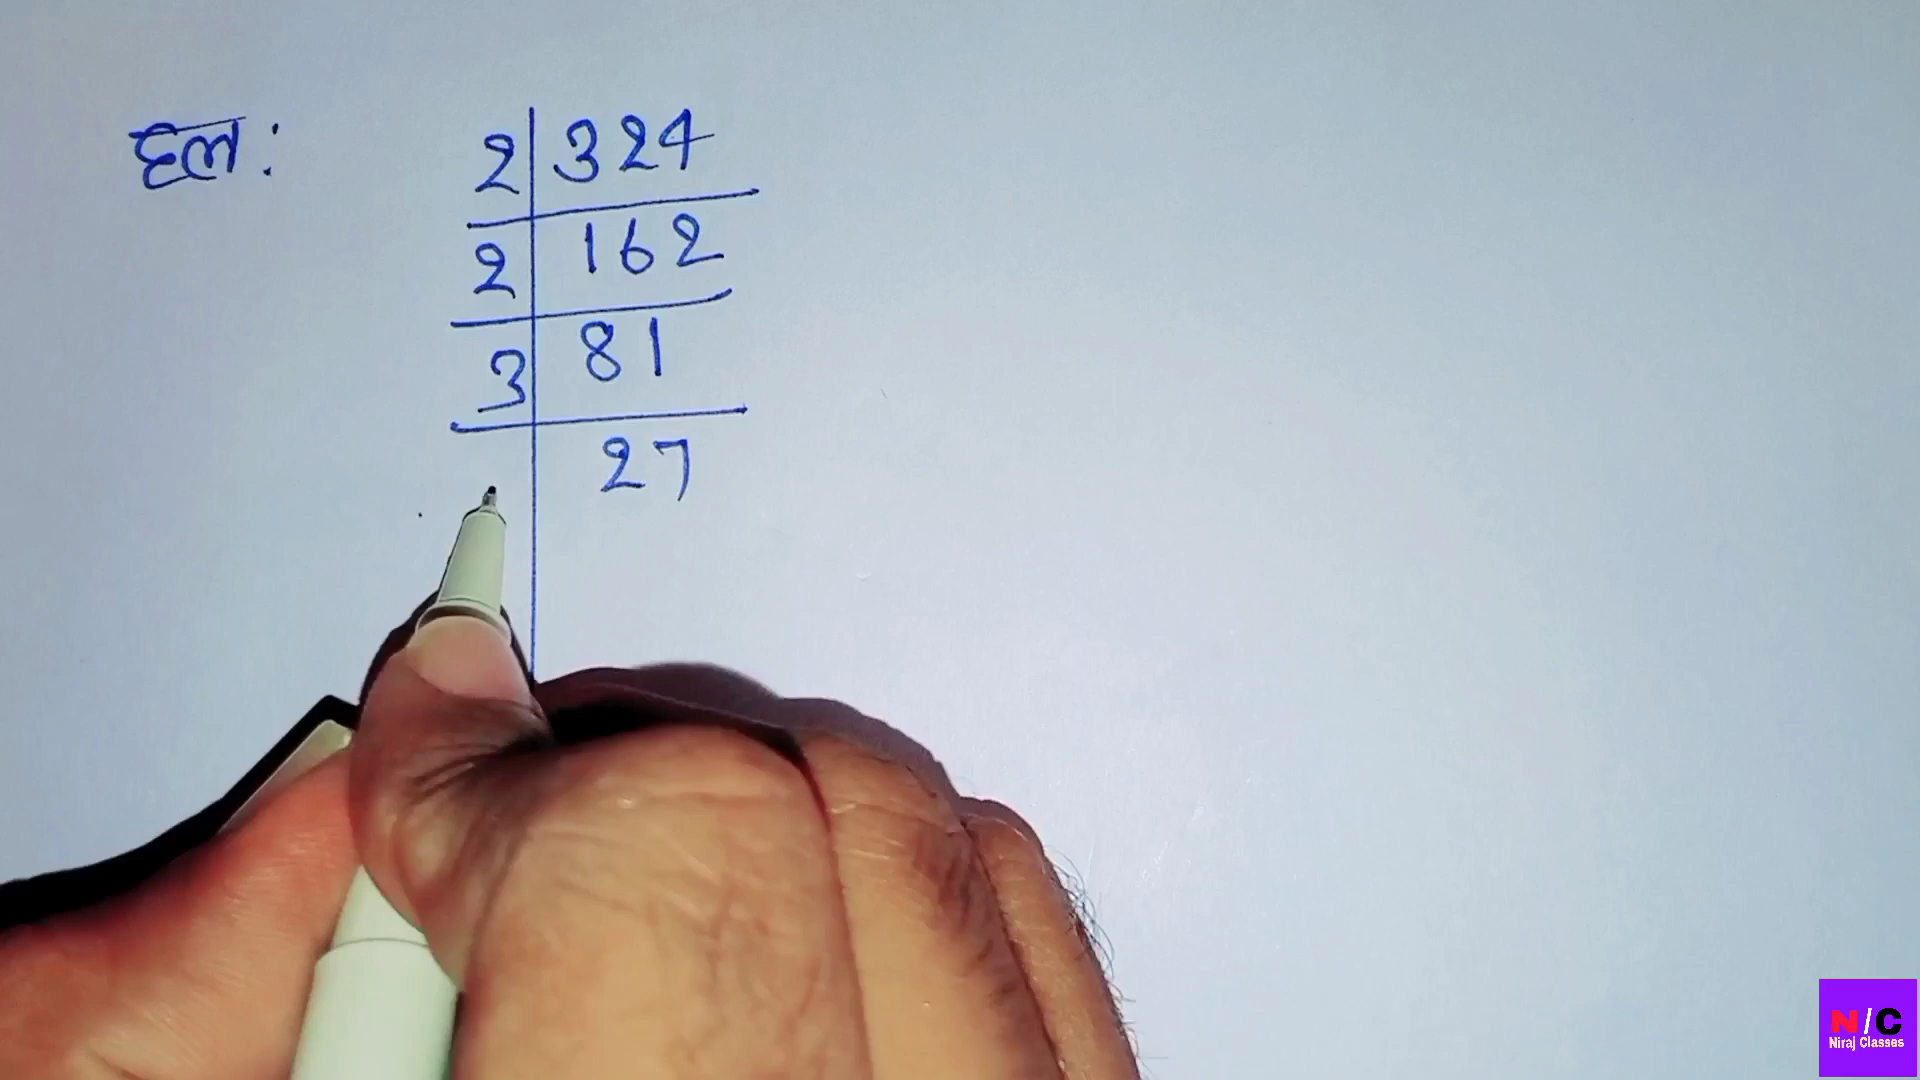 हल :
2 | 324
2 | 162
3 | 81
27
N/C
Niraj Classes